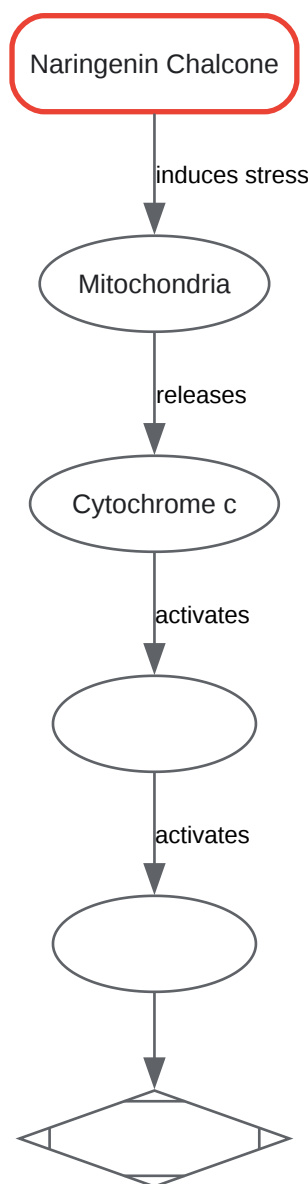 Naringenin Chalcone
induces stress
Mitochondria
releases
Cytochrome c
activates
activates